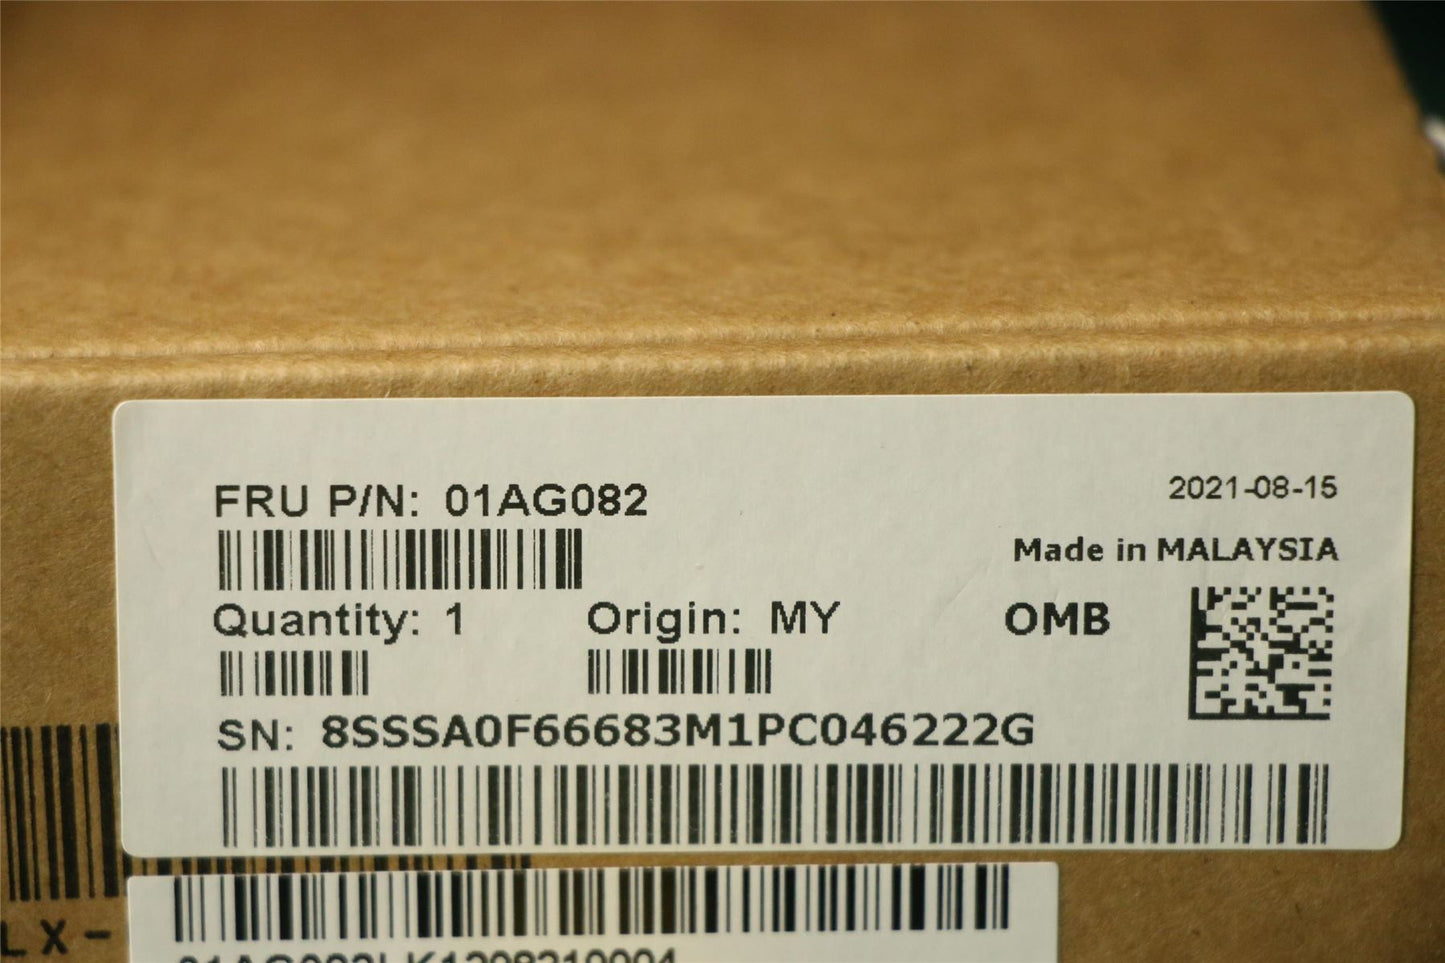 FRU P/N: 01AG082
2021-08-15
Made in MALAYSIA
Quantity: 1
Origin: MY
OMB
SN: 8SSSA0F66683M1PC046222G
LX-